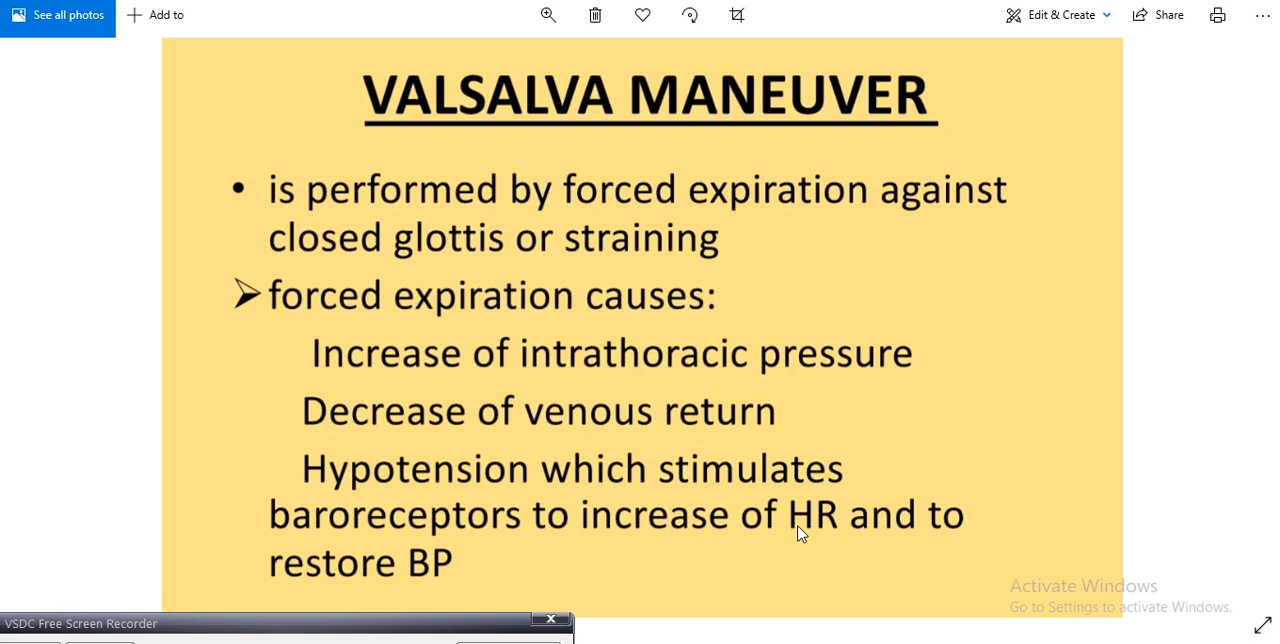 See all photos
Add to
Edit & Create
Share
VALSALVA MANEUVER
• is performed by forced expiration against
closed glottis or straining
➢forced expiration causes:
Increase of intrathoracic pressure
Decrease of venous return
Hypotension which stimulates
baroreceptors to increase of HR and to
restore BP
Activate Windows
Go to Settings to activate Windows.
VSDC Free Screen Recorder